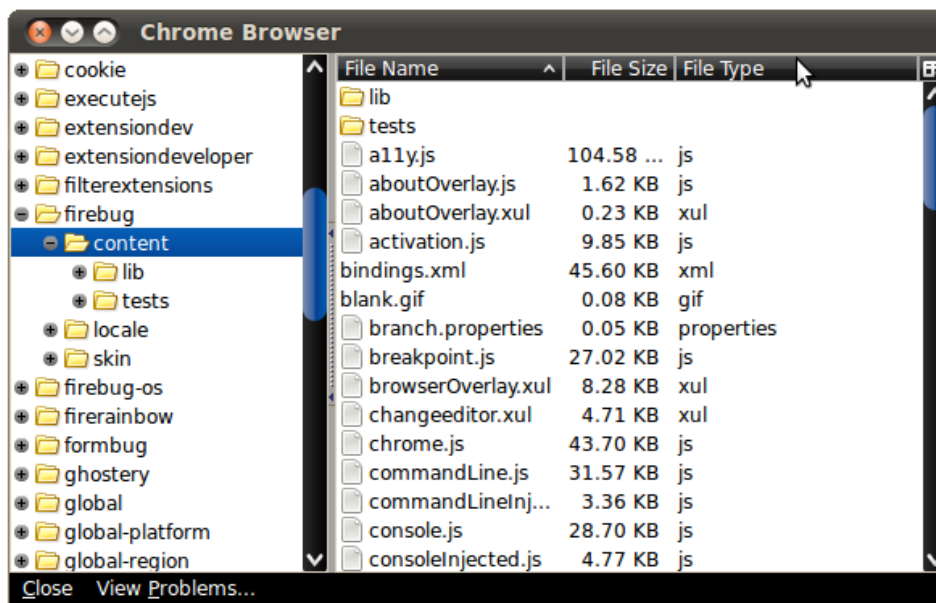 Chrome Browser
cookie
executejs
extensiondev
extensiondeveloper
filterextensions
firebug
content
lib
tests
locale
skin
firebug-os
firerainbow
formbug
ghostery
global
global-platform
global-region
File Name File Size File Type
lib
tests
a11y.js 104.58 ... js
aboutOverlay.js 1.62 KB js
aboutOverlay.xul 0.23 KB xul
activation.js 9.85 KB js
bindings.xml 45.60 KB xml
blank.gif 0.08 KB gif
branch.properties 0.05 KB properties
breakpoint.js 27.02 KB js
browserOverlay.xul 8.28 KB xul
changeeditor.xul 4.71 KB xul
chrome.js 43.70 KB js
commandLine.js 31.57 KB js
commandLineInj... 3.36 KB js
console.js 28.70 KB js
consoleInjected.js 4.77 KB js
Close View Problems...